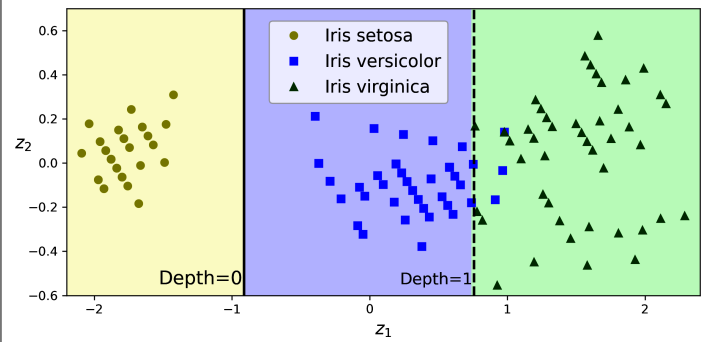 Iris setosa
Iris versicolor
Iris virginica
0.6
0.4
0.2
0.0
−0.2
−0.4
−0.6
z2
Depth=0
Depth=1
−2
−1
0
1
2
z1